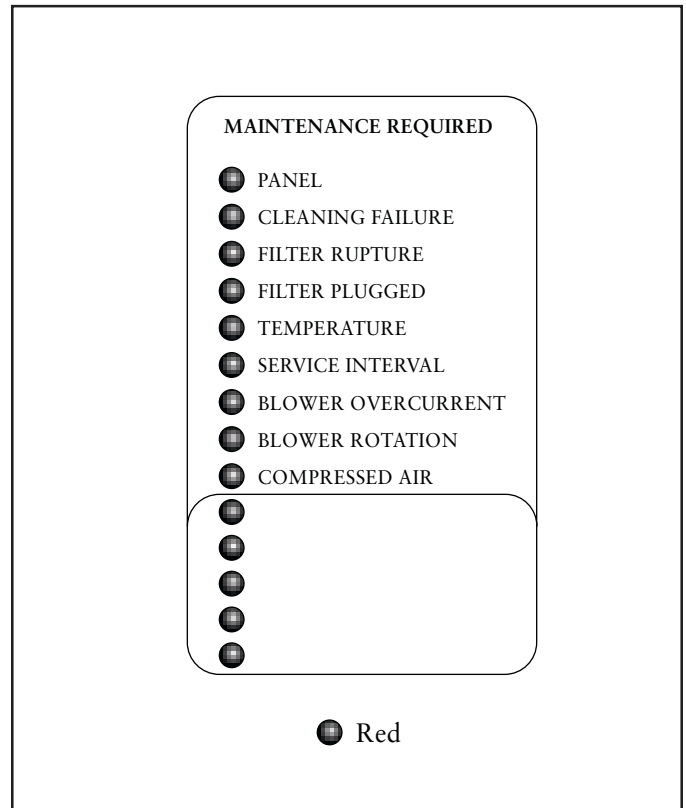 MAINTENANCE REQUIRED
PANEL
CLEANING FAILURE
FILTER RUPTURE
FILTER PLUGGED
TEMPERATURE
SERVICE INTERVAL
BLOWER OVERCURRENT
BLOWER ROTATION
COMPRESSED AIR
Red